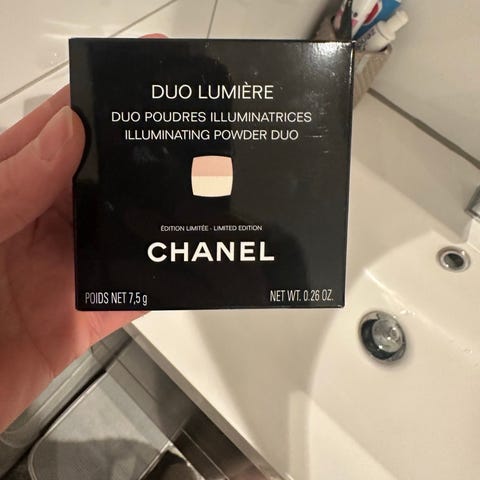 DUO LUMIÈRE
DUO POUDRES ILLUMINATRICES
ILLUMINATING POWDER DUO
ÉDITION LIMITÉE - LIMITED EDITION
CHANEL
POIDS NET 7,5 g
NET WT. 0.26 OZ.